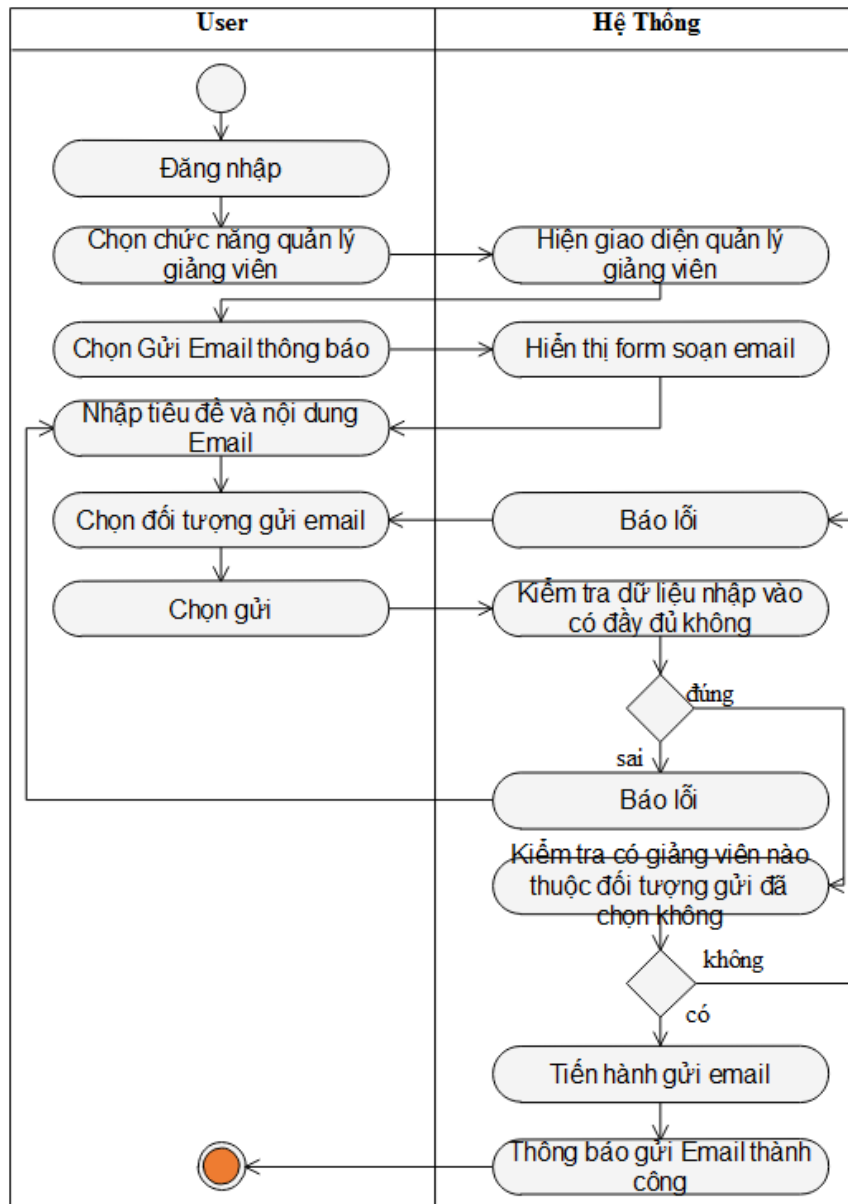 User
Hệ Thống
Đăng nhập
Chọn chức năng quản lý
giảng viên
Hiện giao diện quản lý
giảng viên
Chọn Gửi Email thông báo
Hiển thị form soạn email
Nhập tiêu đề và nội dung
Email
Chọn đối tượng gửi email
Báo lỗi
Chọn gửi
Kiểm tra dữ liệu nhập vào
có đầy đủ không
đúng
sai
Báo lỗi
Kiểm tra có giảng viên nào
thuộc đối tượng gửi đã
chọn không
không
có
Tiến hành gửi email
Thông báo gửi Email thành
công